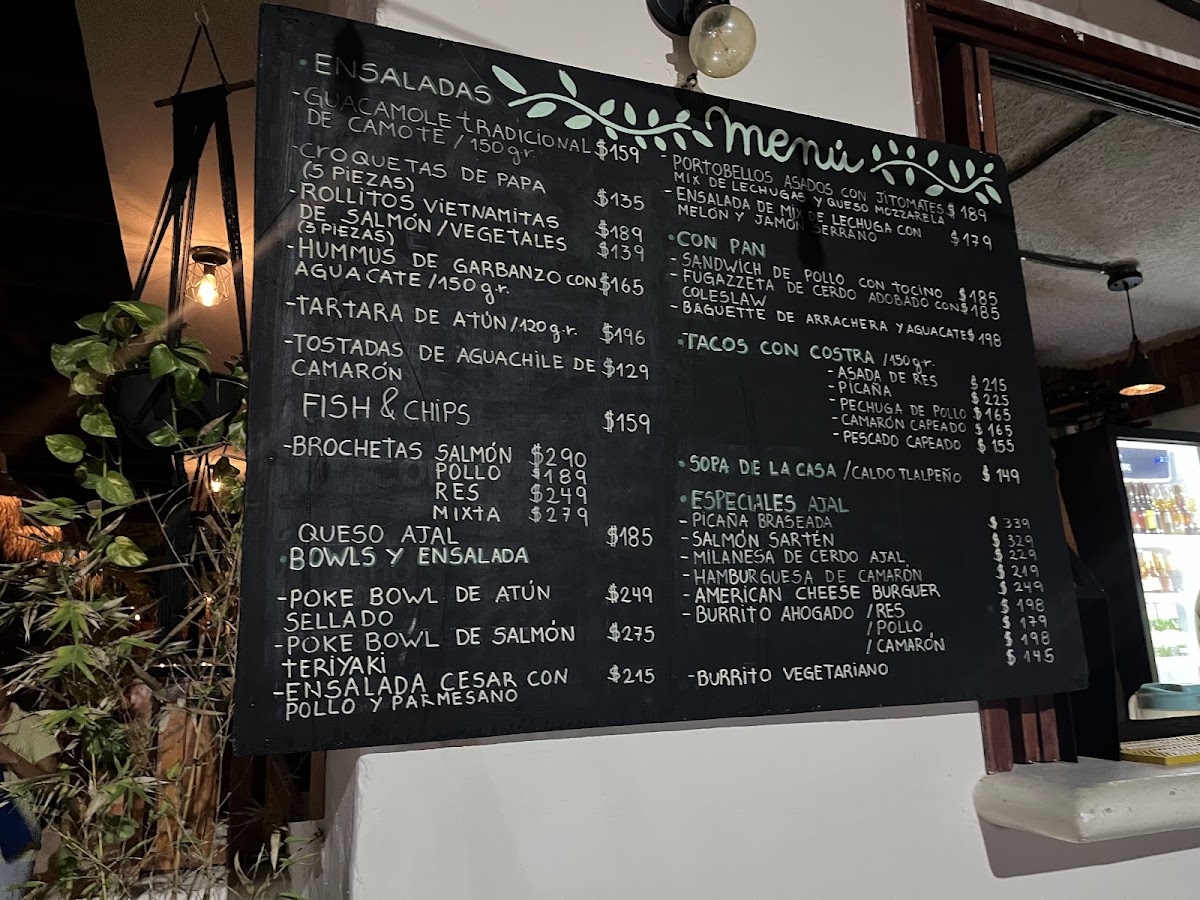 menú
• ENSALADAS
- GUACAMOLE tRADICIONAL $159
DE CAMOTE / 150gr.
- CROQUETAS DE PAPA $135
(5 PIEZAS)
- ROLLITOS VIETNAMITAS $189
DE SALMÓN / VEGETALES $139
(3 PIEZAS)
- HUMMUS DE GARBANZO CON $165
AGUACATE / 150 gr.
- TARTARA DE ATÚN / 120gr. $196
- TOSTADAS DE AGUACHILE DE $129
CAMARÓN
FISH & CHIPS $159
- BROCHETAS SALMÓN $290
POLLO $189
RES $249
MIXTA $279
QUESO AJAL $185
• BOWLS Y ENSALADA
- POKE BOWL DE ATÚN $249
SELLADO
- POKE BOWL DE SALMÓN $275
tERIYAKI
- ENSALADA CESAR CON $215
POLLO Y PARMESANO
- PORTOBELLOS ASADOS CON JITOMATES $189
MIX DE LECHUGAS Y QUESO MOZZARELA
- ENSALADA DE MIX DE LECHUGA CON $179
MELÓN Y JAMÓN SERRANO
• CON PAN
- SANDWICH DE POLLO CON TOCINO $185
- FUGAZZETA DE CERDO ADOBADO CON $185
COLESLAW
- BAGUETTE DE ARRACHERA Y AGUACATE $198
• TACOS CON COSTRA / 150gr.
- ASADA DE RES $215
- PICAÑA $225
- PECHUGA DE POLLO $165
- CAMARÓN CAPEADO $165
- PESCADO CAPEADO $155
• SOPA DE LA CASA / CALDO TLALPEÑO $149
• ESPECIALES AJAL
- PICAÑA BRASEADA $339
- SALMÓN SARTÉN $329
- MILANESA DE CERDO AJAL $229
- HAMBURGUESA DE CAMARÓN $219
- AMERICAN CHEESE BURGUER $249
- BURRITO AHOGADO / RES $198
/ POLLO $179
/ CAMARÓN $198
- BURRITO VEGETARIANO $145